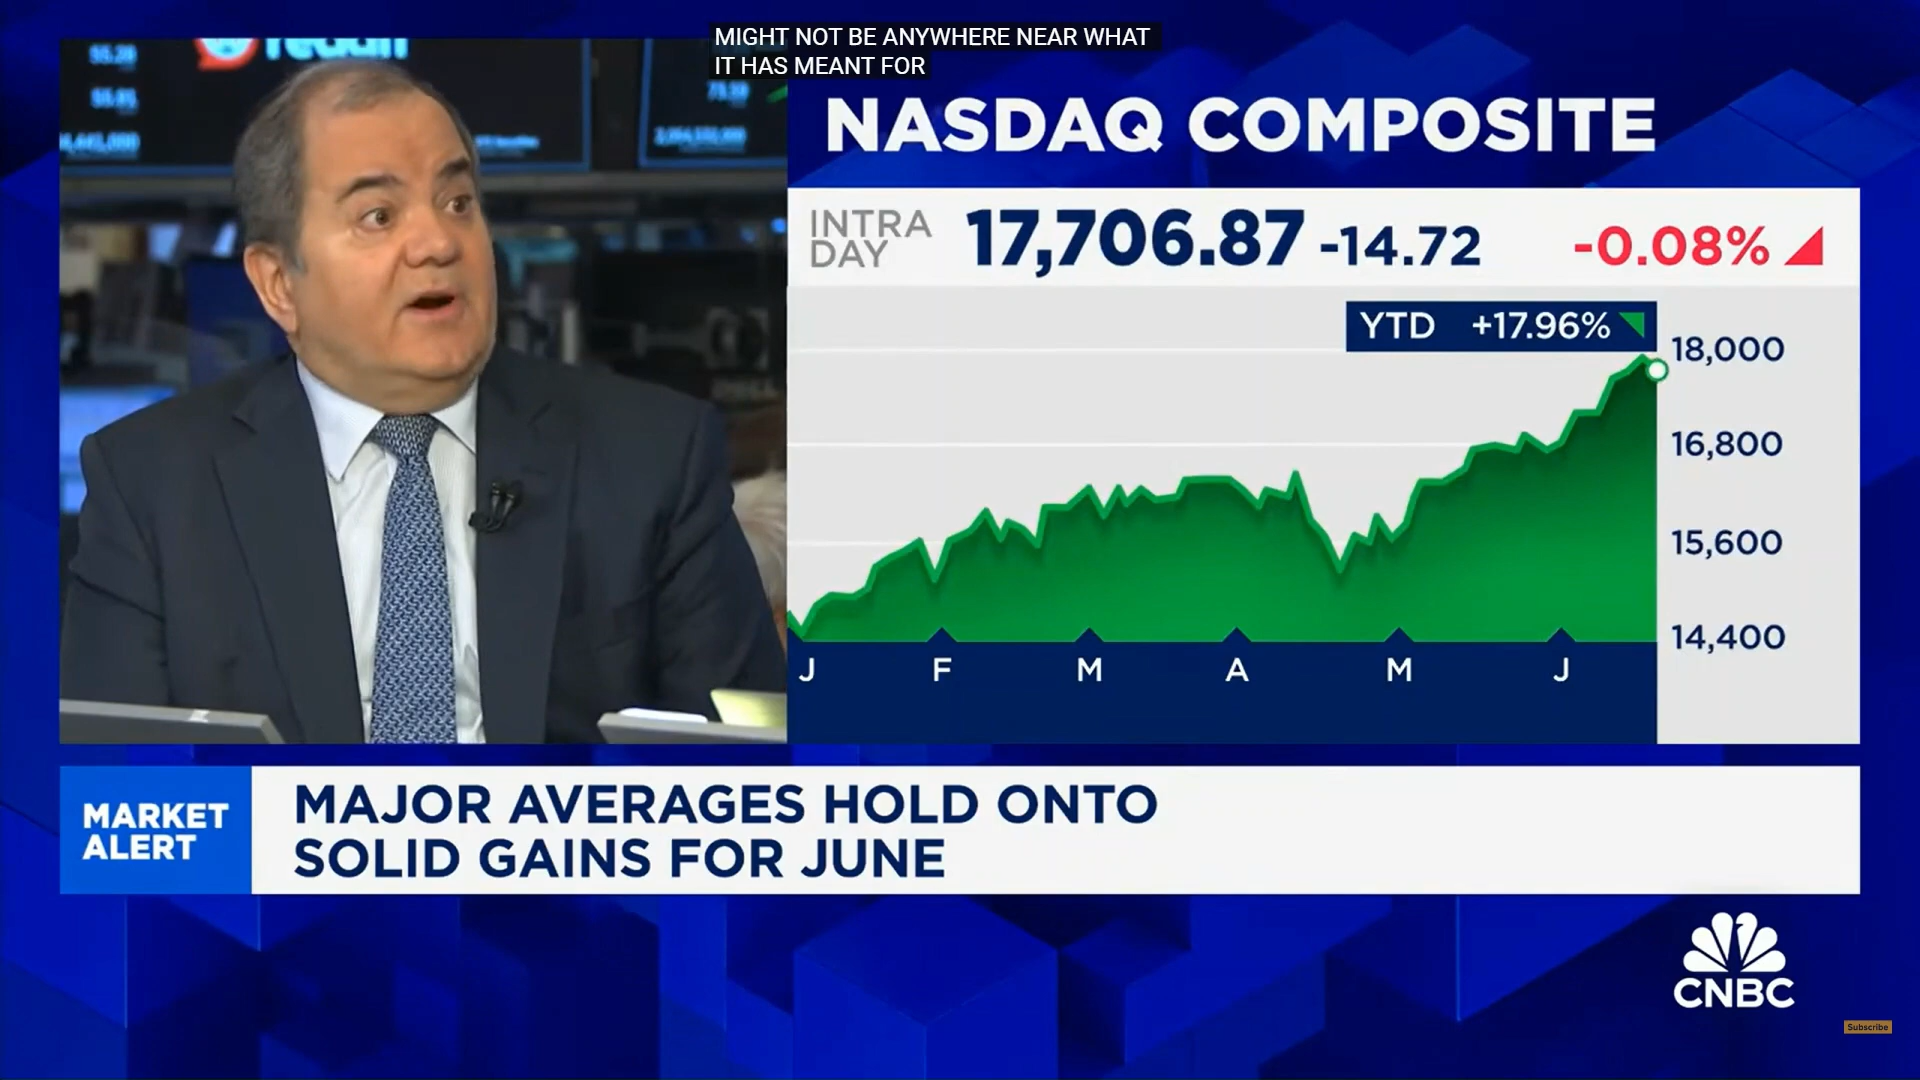 MIGHT NOT BE ANYWHERE NEAR WHAT
IT HAS MEANT FOR
reddit
NASDAQ COMPOSITE
INTRA
DAY
17,706.87 -14.72 -0.08%
YTD +17.96%
18,000
16,800
15,600
14,400
J F M A M J
MARKET
ALERT
MAJOR AVERAGES HOLD ONTO
SOLID GAINS FOR JUNE
CNBC
Subscribe